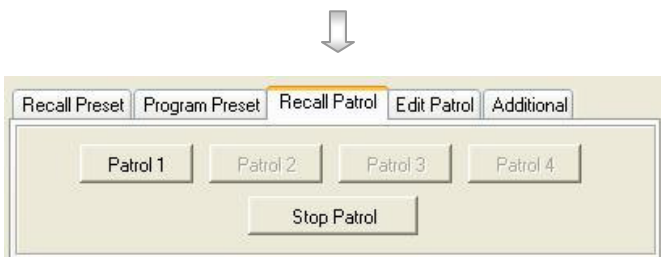 Recall Preset Program Preset Recall Patrol Edit Patrol Additional
Patrol 1 Patrol 2 Patrol 3 Patrol 4
Stop Patrol